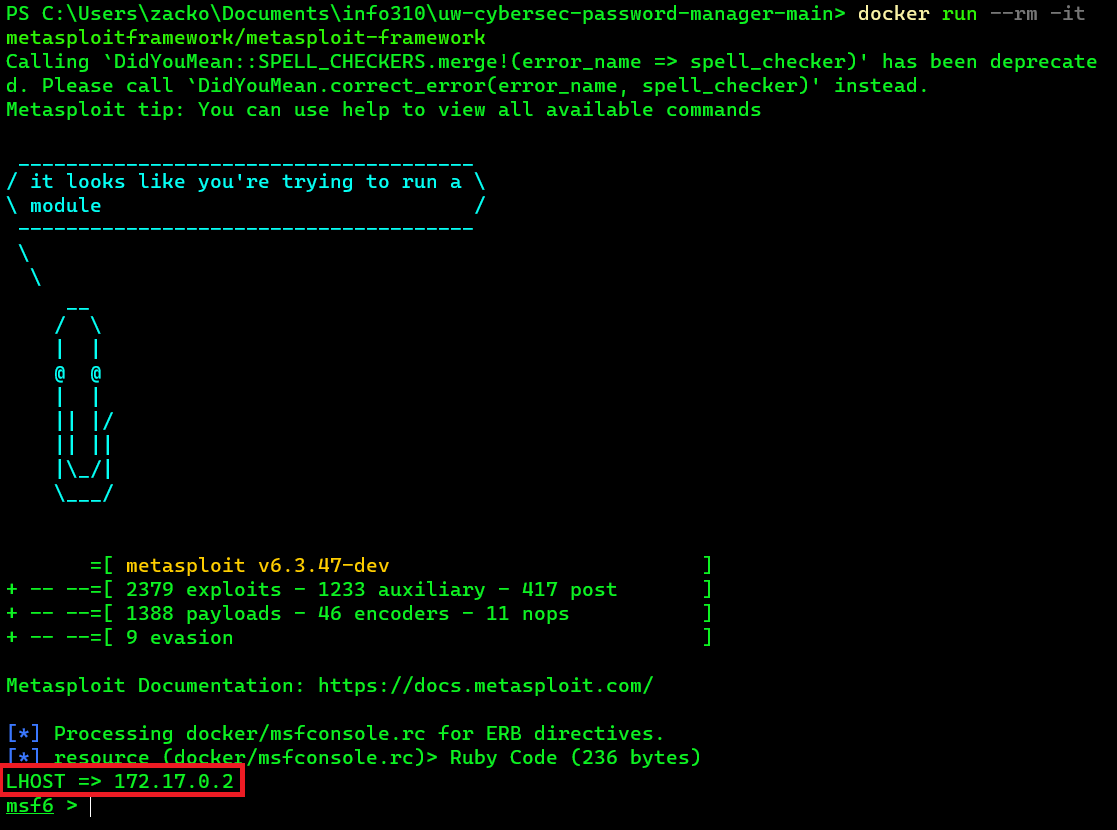 PS C:\Users\zacko\Documents\info310\uw-cybersec-password-manager-main> docker run --rm -it
metasploitframework/metasploit-framework
Calling `DidYouMean::SPELL_CHECKERS.merge!(error_name => spell_checker)' has been deprecate
d. Please call `DidYouMean.correct_error(error_name, spell_checker)' instead.
Metasploit tip: You can use help to view all available commands
 ______________________________________
/ it looks like you're trying to run a \
\ module                               /
 --------------------------------------
 \
  \
     __
    /  \
    |  |
    @  @
    |  |
    || |/
    || ||
    |\_/|
    \___/
       =[ metasploit v6.3.47-dev                          ]
+ -- --=[ 2379 exploits - 1233 auxiliary - 417 post       ]
+ -- --=[ 1388 payloads - 46 encoders - 11 nops           ]
+ -- --=[ 9 evasion                                       ]
Metasploit Documentation: https://docs.metasploit.com/
[*] Processing docker/msfconsole.rc for ERB directives.
[*] resource (docker/msfconsole.rc)> Ruby Code (236 bytes)
LHOST => 172.17.0.2
msf6 >